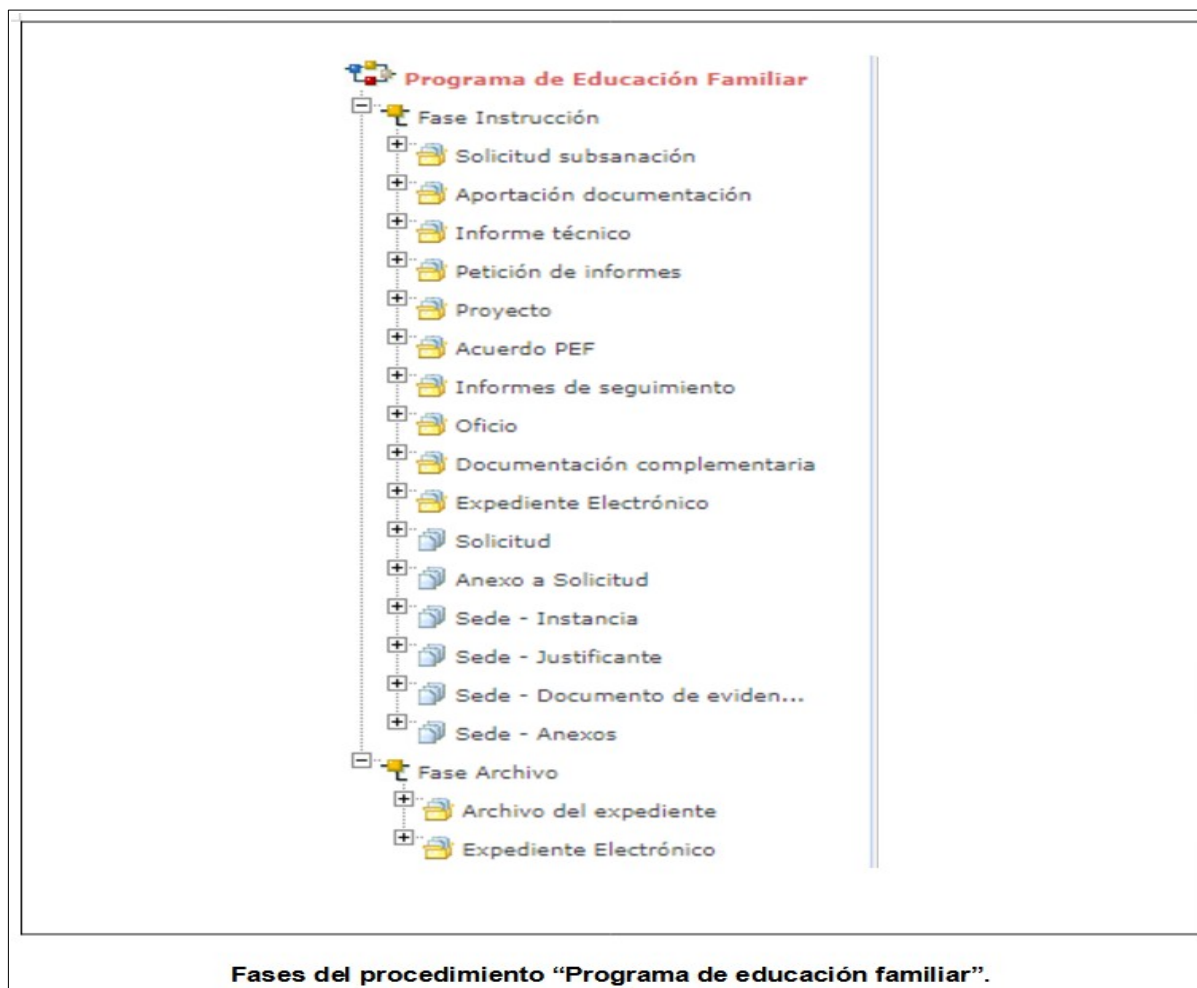 Programa de Educación Familiar
Fase Instrucción
Solicitud subsanación
Aportación documentación
Informe técnico
Petición de informes
Proyecto
Acuerdo PEF
Informes de seguimiento
Oficio
Documentación complementaria
Expediente Electrónico
Solicitud
Anexo a Solicitud
Sede - Instancia
Sede - Justificante
Sede - Documento de eviden...
Sede - Anexos
Fase Archivo
Archivo del expediente
Expediente Electrónico
Fases del procedimiento “Programa de educación familiar”.